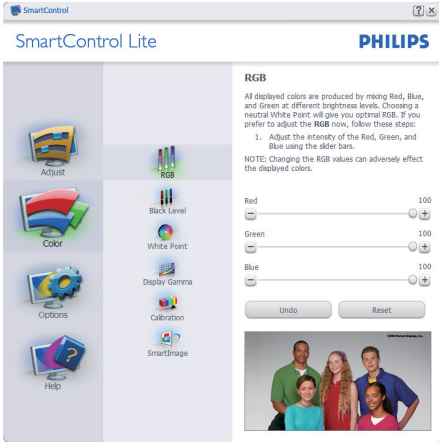 SmartControl
SmartControl Lite
PHILIPS
Adjust
Color
Options
Help
RGB
Black Level
White Point
Display Gamma
Calibration
SmartImage
RGB
All displayed colors are produced by mixing Red, Blue,
and Green at different brightness levels. Choosing a
neutral White Point will give you optimal RGB. If you
prefer to adjust the RGB now, follow these steps:
1. Adjust the intensity of the Red, Green, and
Blue using the slider bars.
NOTE: Changing the RGB values can adversely effect
the displayed colors.
Red 100
Green 100
Blue 100
Undo Reset